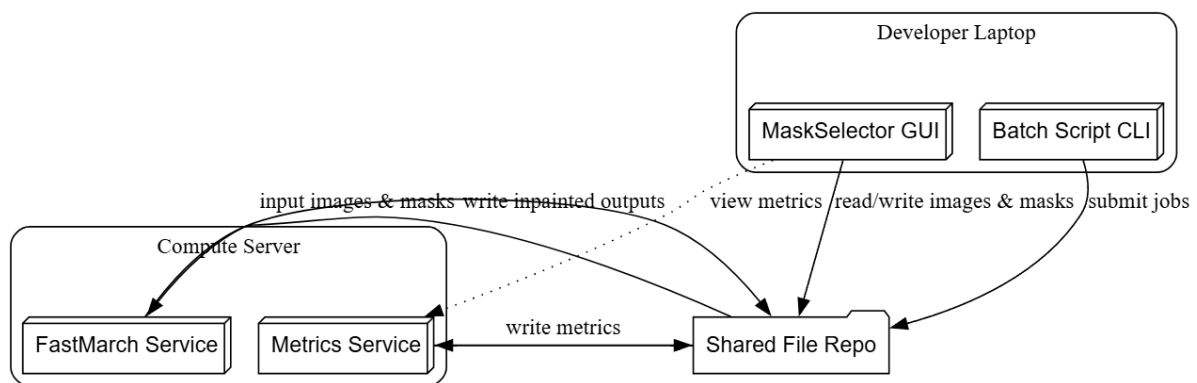 Developer Laptop
MaskSelector GUI
Batch Script CLI
input images & masks
write inpainted outputs
view metrics
read/write images & masks
submit jobs
Compute Server
FastMarch Service
Metrics Service
write metrics
Shared File Repo